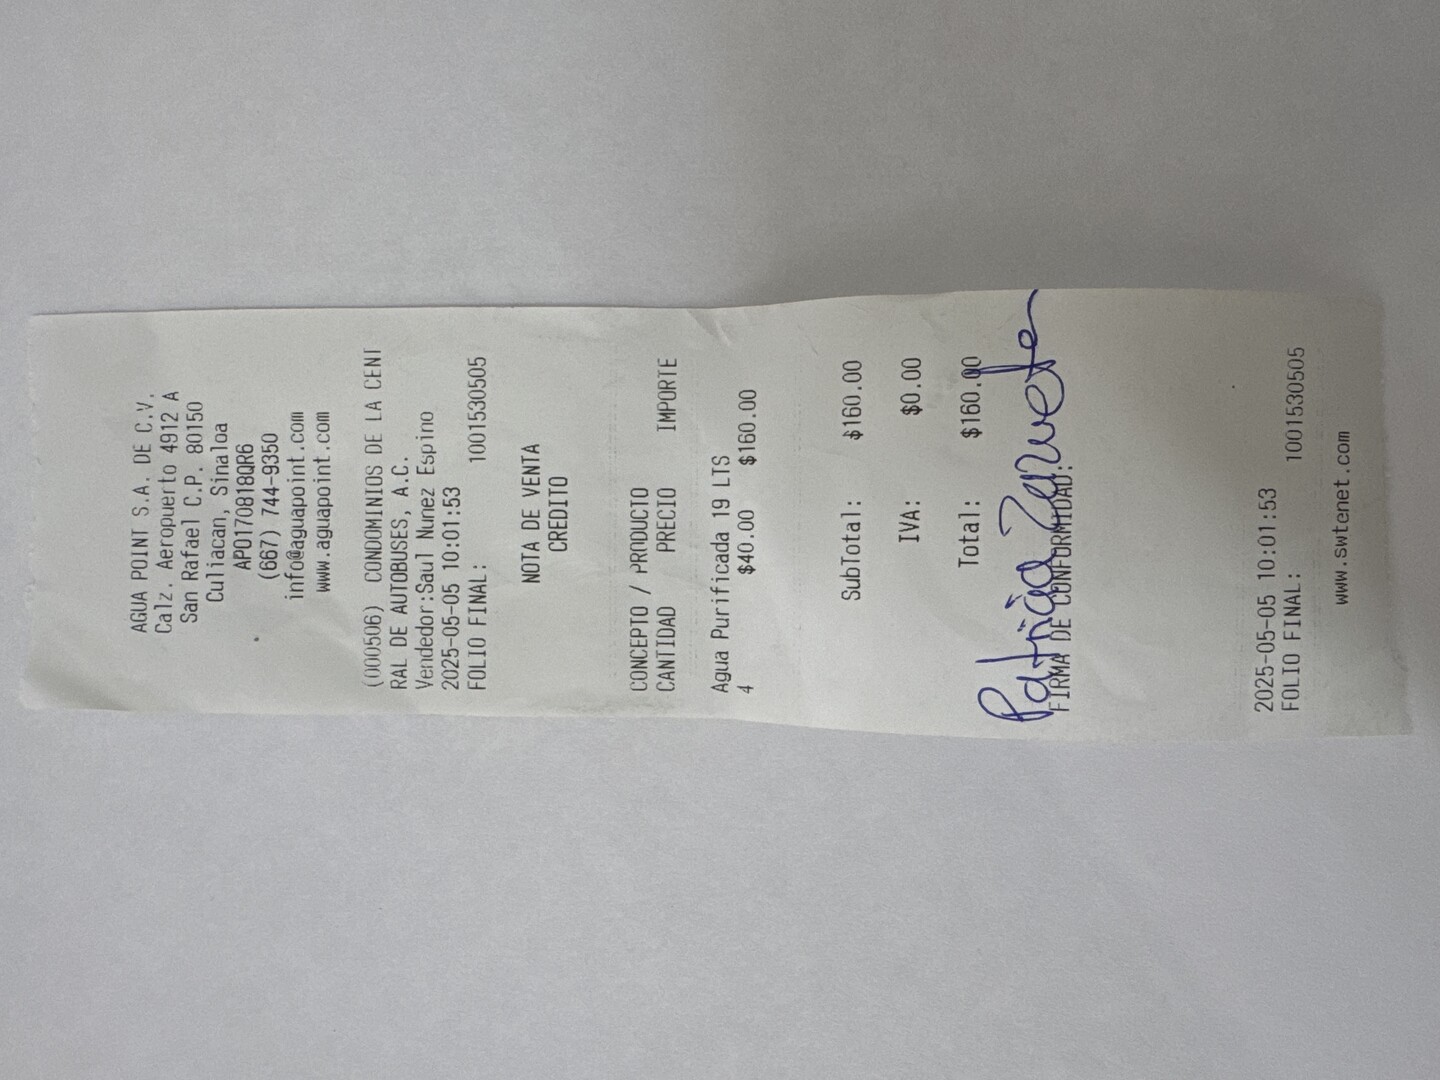 AGUA POINT S.A. DE C.V.
Calz. Aeropuerto 4912 A
San Rafael C.P. 80150
Culiacan, Sinaloa
APO170818QR6
(667) 744-9350
info@aguapoint.com
www.aguapoint.com
(000506) CONDOMINIOS DE LA CENT
RAL DE AUTOBUSES, A.C.
Vendedor:Saul Nunez Espino
2025-05-05 10:01:53
FOLIO FINAL: 1001530505
NOTA DE VENTA
CREDITO
CONCEPTO / PRODUCTO
CANTIDAD PRECIO IMPORTE
Agua Purificada 19 LTS
4 $40.00 $160.00
SubTotal: $160.00
IVA: $0.00
Total: $160.00
Patricia Zazueta
FIRMA DE CONFORMIDAD:
2025-05-05 10:01:53
FOLIO FINAL: 1001530505
www.swtenet.com